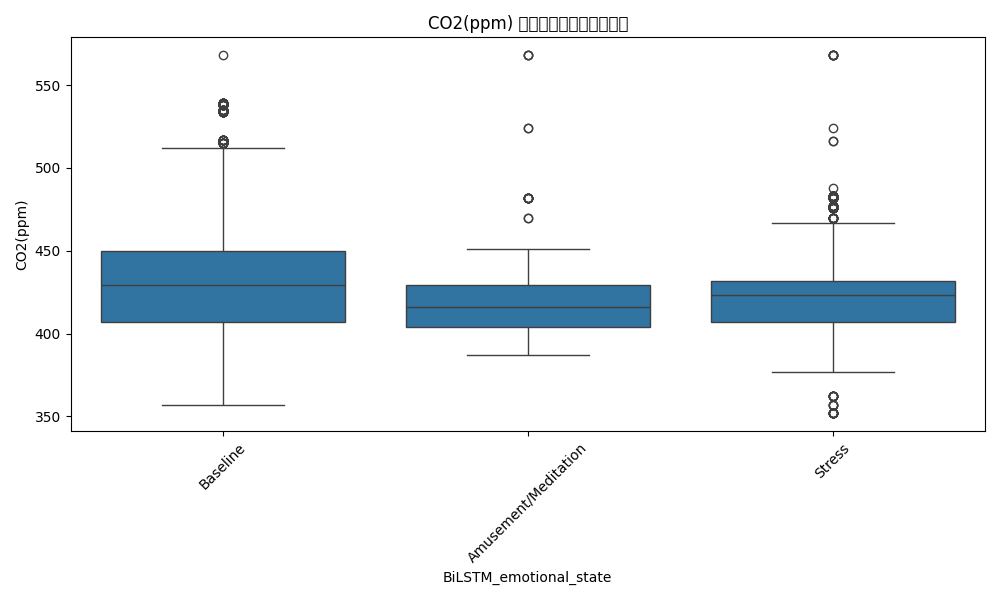 CO2(ppm)
CO2(ppm)
550
500
450
400
350
Baseline
Amusement/Meditation
Stress
BiLSTM_emotional_state